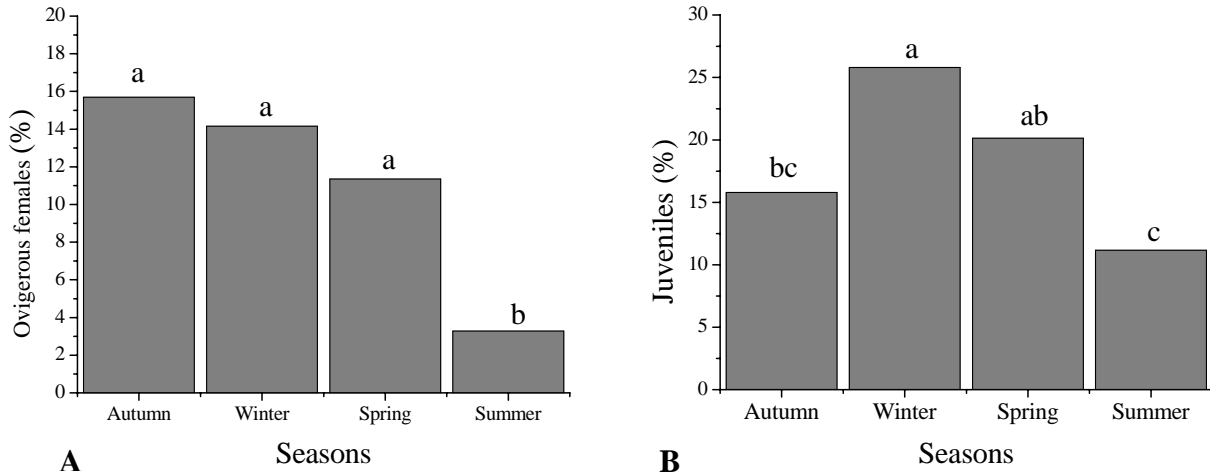 20
18
16
14
12
10
8
6
4
2
0
Ovigerous females (%)
a
a
a
b
Autumn Winter Spring Summer
Seasons
A
30
25
20
15
10
5
0
Juveniles (%)
bc
a
ab
c
Autumn Winter Spring Summer
Seasons
B